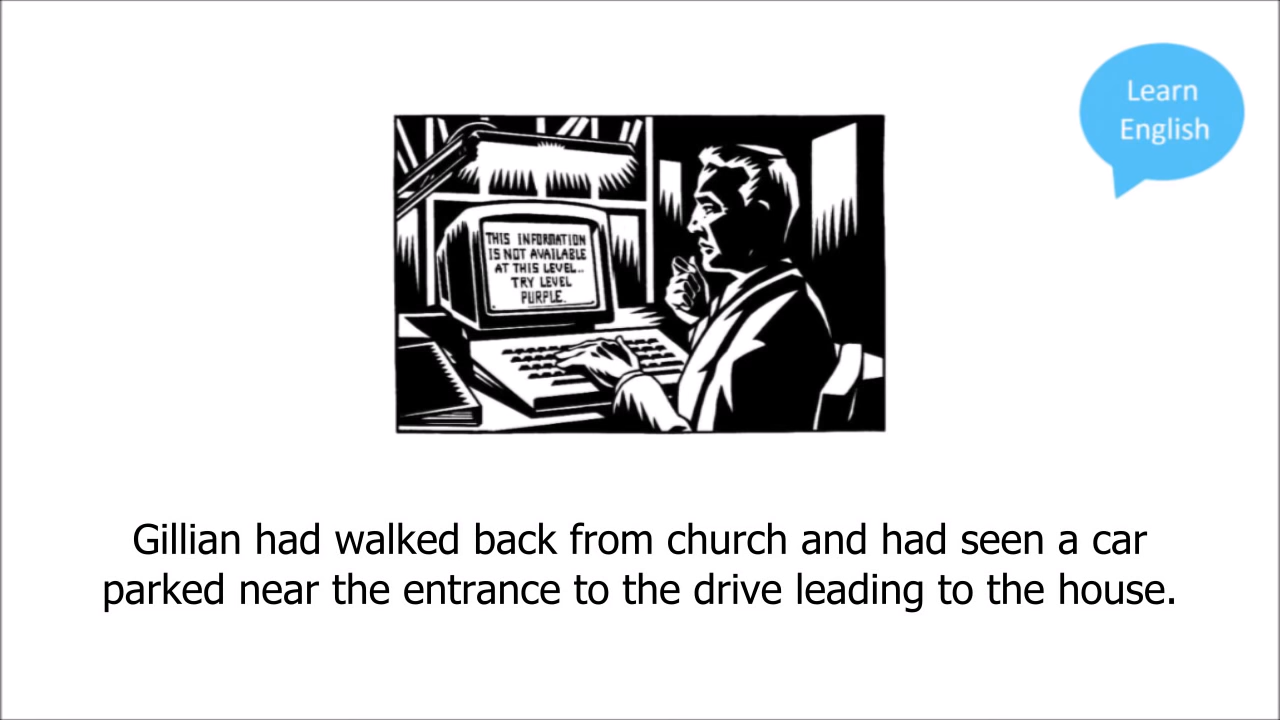 Learn
English
THIS INFORMATION
IS NOT AVAILABLE
AT THIS LEVEL..
TRY LEVEL
PURPLE.
Gillian had walked back from church and had seen a car
parked near the entrance to the drive leading to the house.